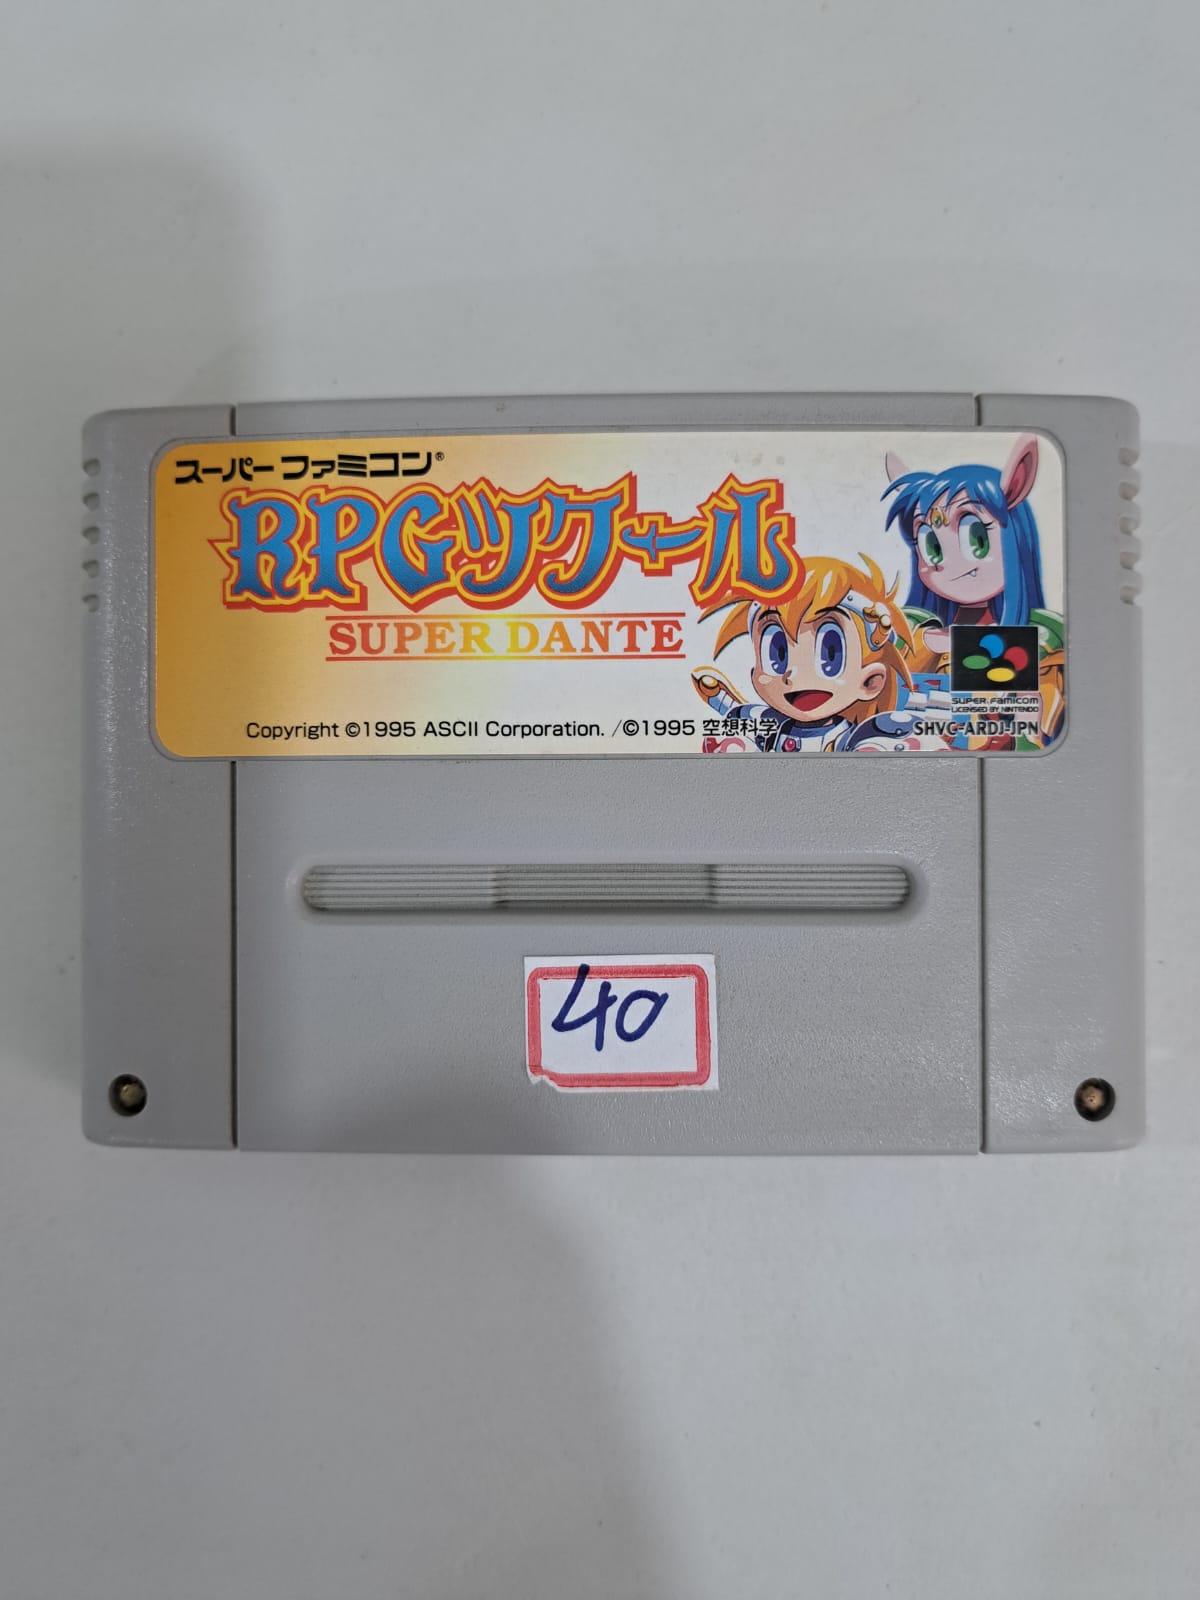 スーパーファミコン®
RPGツクール
SUPER DANTE
SUPER FAMICOM
LICENSED BY NINTENDO
Copyright ©1995 ASCII Corporation. /©1995 空想科学
SHVC-ARDJ-JPN
40